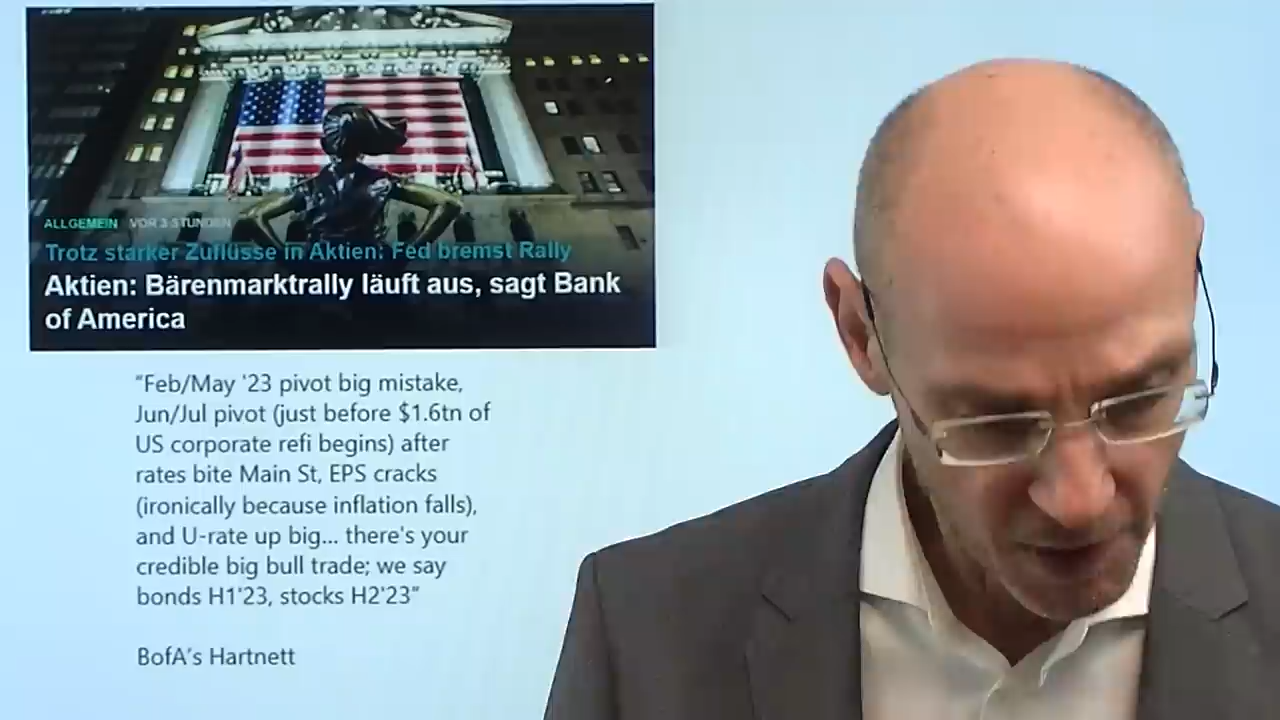 ALLGEMEIN VOR 3 STUNDEN
Trotz starker Zuflüsse in Aktien: Fed bremst Rally
Aktien: Bärenmarktrally läuft aus, sagt Bank
of America
“Feb/May '23 pivot big mistake,
Jun/Jul pivot (just before $1.6tn of
US corporate refi begins) after
rates bite Main St, EPS cracks
(ironically because inflation falls),
and U-rate up big... there's your
credible big bull trade; we say
bonds H1'23, stocks H2'23”
BofA's Hartnett